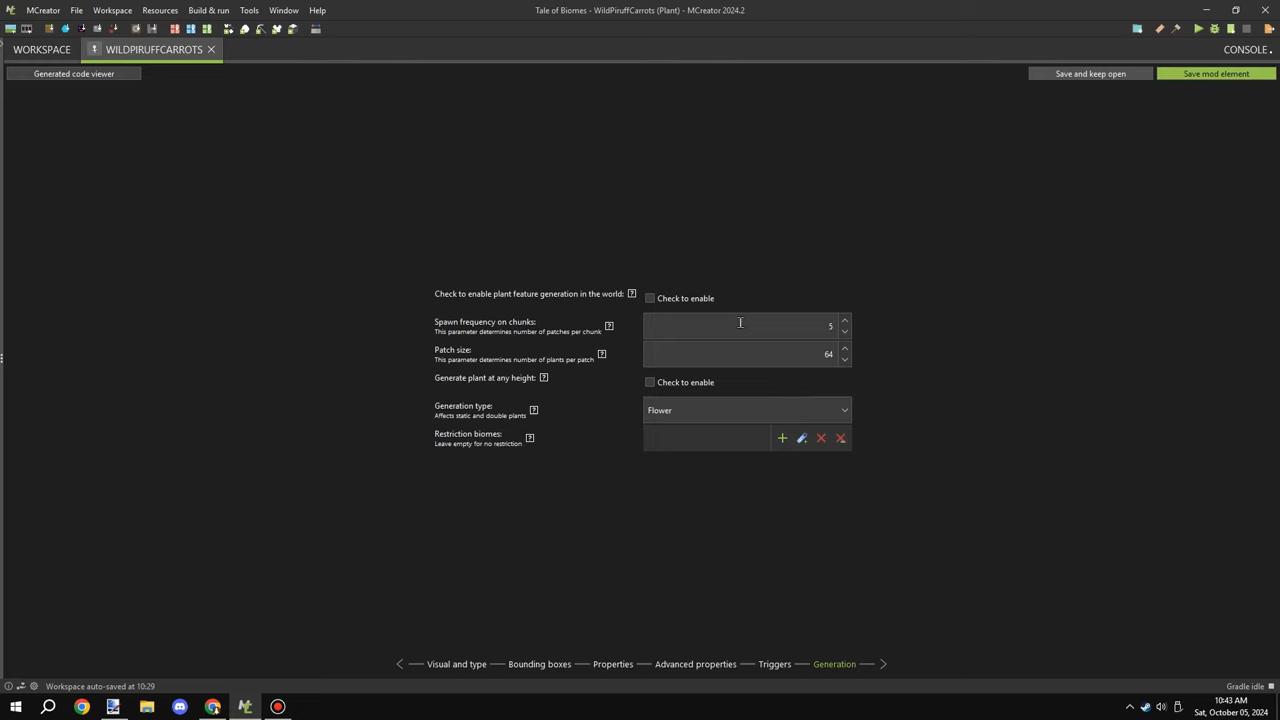 MCreator File Workspace Resources Build & run Tools Window Help
Tale of Biomes - WildPiruffCarrots (Plant) - MCreator 2024.2
WORKSPACE WILDPIRUFFCARROTS CONSOLE
Generated code viewer Save and keep open Save mod element
Check to enable plant feature generation in the world: ? Check to enable
Spawn frequency on chunks: ? 5
This parameter determines number of patches per chunk
Patch size: ? 64
This parameter determines number of plants per patch
Generate plant at any height: ? Check to enable
Generation type: ? Flower
Affects static and double plants
Restriction biomes: ?
Leave empty for no restriction
Visual and type Bounding boxes Properties Advanced properties Triggers Generation
Workspace auto-saved at 10:29 Gradle idle
10:43 AM
Sat, October 05, 2024